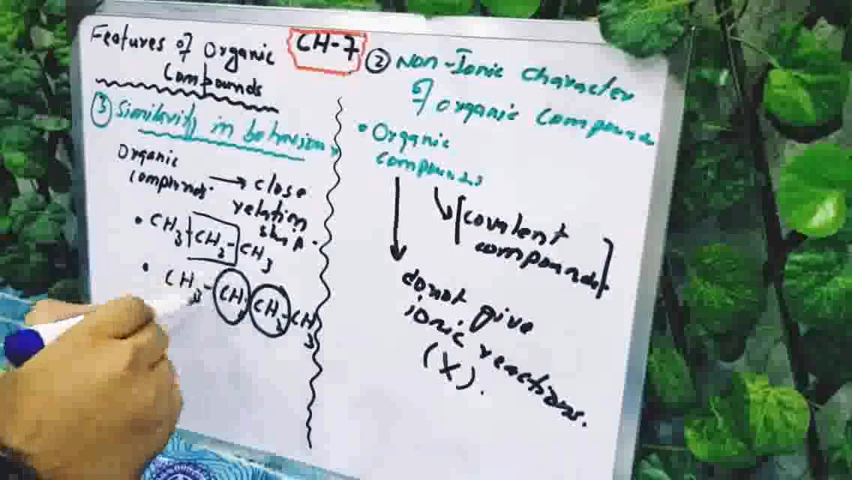 Features of Organic
Compounds
CH-7
③ Similarity in behaviour
Organic
compounds → close
relation
ship.
• CH3-CH2-CH3
• CH3-CH2-CH2-CH3
② Non-Ionic Character
of organic compounds
• Organic
compounds
[covalent
compounds]
donot give
ionic reactions.
(X).